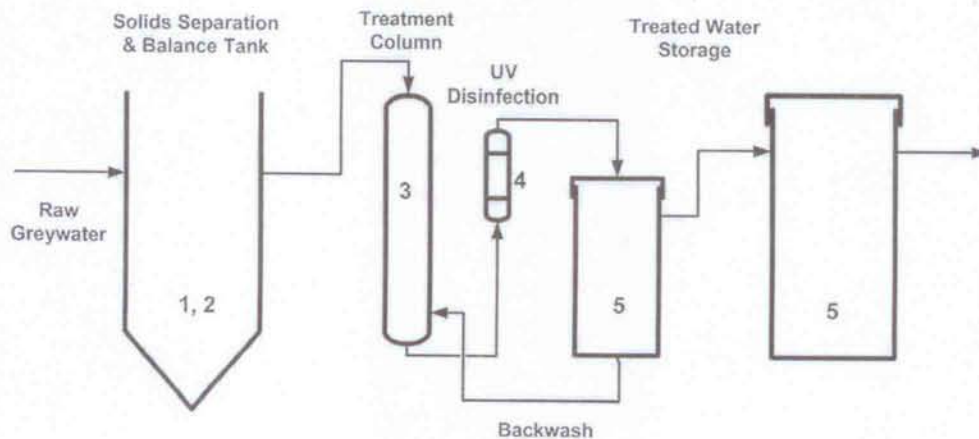 Solids Separation
& Balance Tank
Treatment
Column
UV
Disinfection
Treated Water
Storage
Raw
Greywater
1, 2
3
4
5
5
Backwash